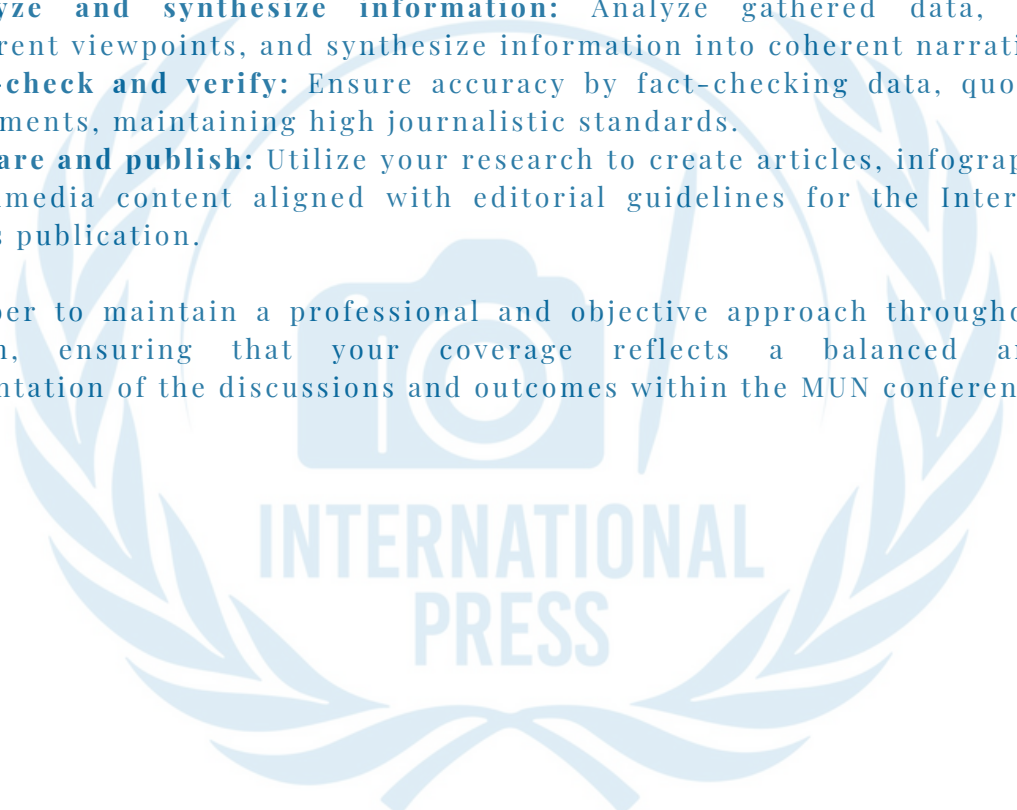 yze and synthesize information: Analyze gathered data,
rent viewpoints, and synthesize information into coherent narrati
-check and verify: Ensure accuracy by fact-checking data, quo
ments, maintaining high journalistic standards.
are and publish: Utilize your research to create articles, infograp
media content aligned with editorial guidelines for the Inter
s publication.
ber to maintain a professional and objective approach througho
n, ensuring that your coverage reflects a balanced a
ntation of the discussions and outcomes within the MUN conferen
INTERNATIONAL
PRESS